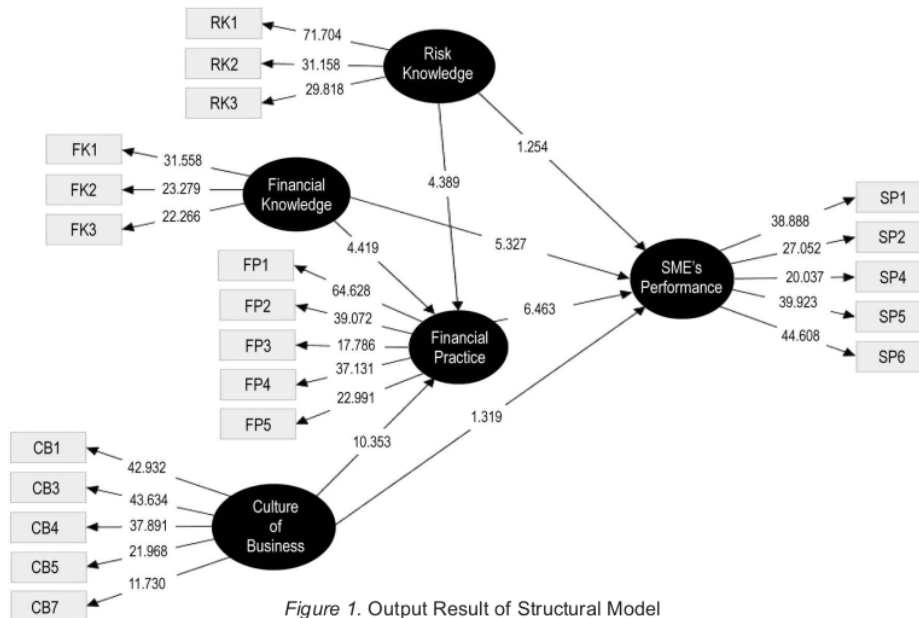 RK1
71.704
RK2
31.158
RK3
29.818
Risk
Knowledge
1.254
4.389
FK1
31.558
FK2
23.279
FK3
22.266
Financial
Knowledge
5.327
4.419
FP1
64.628
FP2
39.072
FP3
17.786
FP4
37.131
FP5
22.991
Financial
Practice
6.463
SME's
Performance
SP1
38.888
SP2
27.052
SP4
20.037
SP5
39.923
SP6
44.608
1.319
10.353
CB1
42.932
CB3
43.634
CB4
37.891
CB5
21.968
CB7
11.730
Culture
of
Business
Figure 1. Output Result of Structural Model